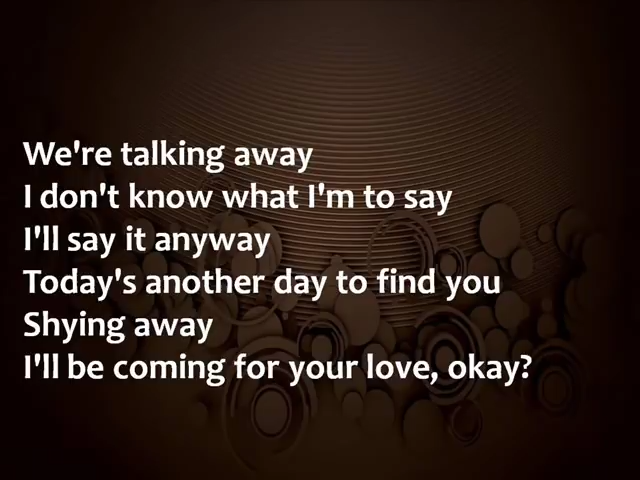 We're talking away
I don't know what I'm to say
I'll say it anyway
Today's another day to find you
Shying away
I'll be coming for your love, okay?